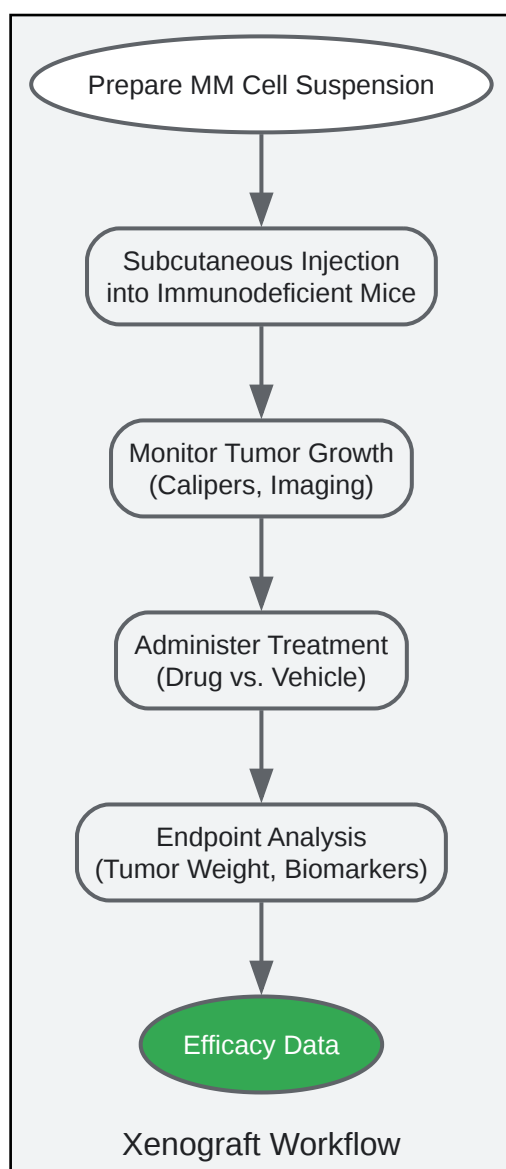 Prepare MM Cell Suspension
Subcutaneous Injection
into Immunodeficient Mice
Monitor Tumor Growth
(Calipers, Imaging)
Administer Treatment
(Drug vs. Vehicle)
Endpoint Analysis
(Tumor Weight, Biomarkers)
Efficacy Data
Xenograft Workflow